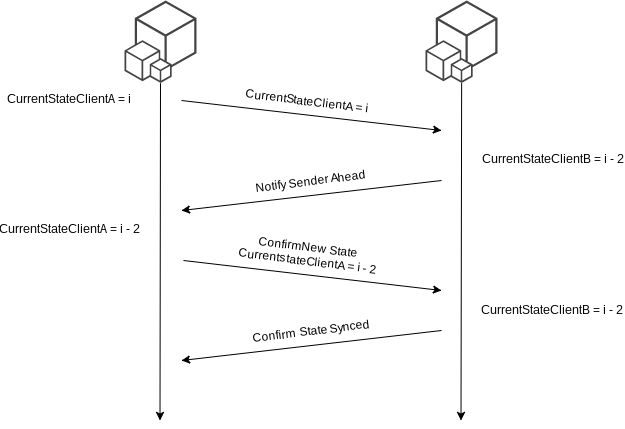 CurrentStateClientA = i
CurrentStateClientA = i
CurrentStateClientB = i - 2
Notify Sender Ahead
CurrentStateClientA = i - 2
ConfirmNew State
CurrentstateClientA = i - 2
CurrentStateClientB = i - 2
Confirm State Synced